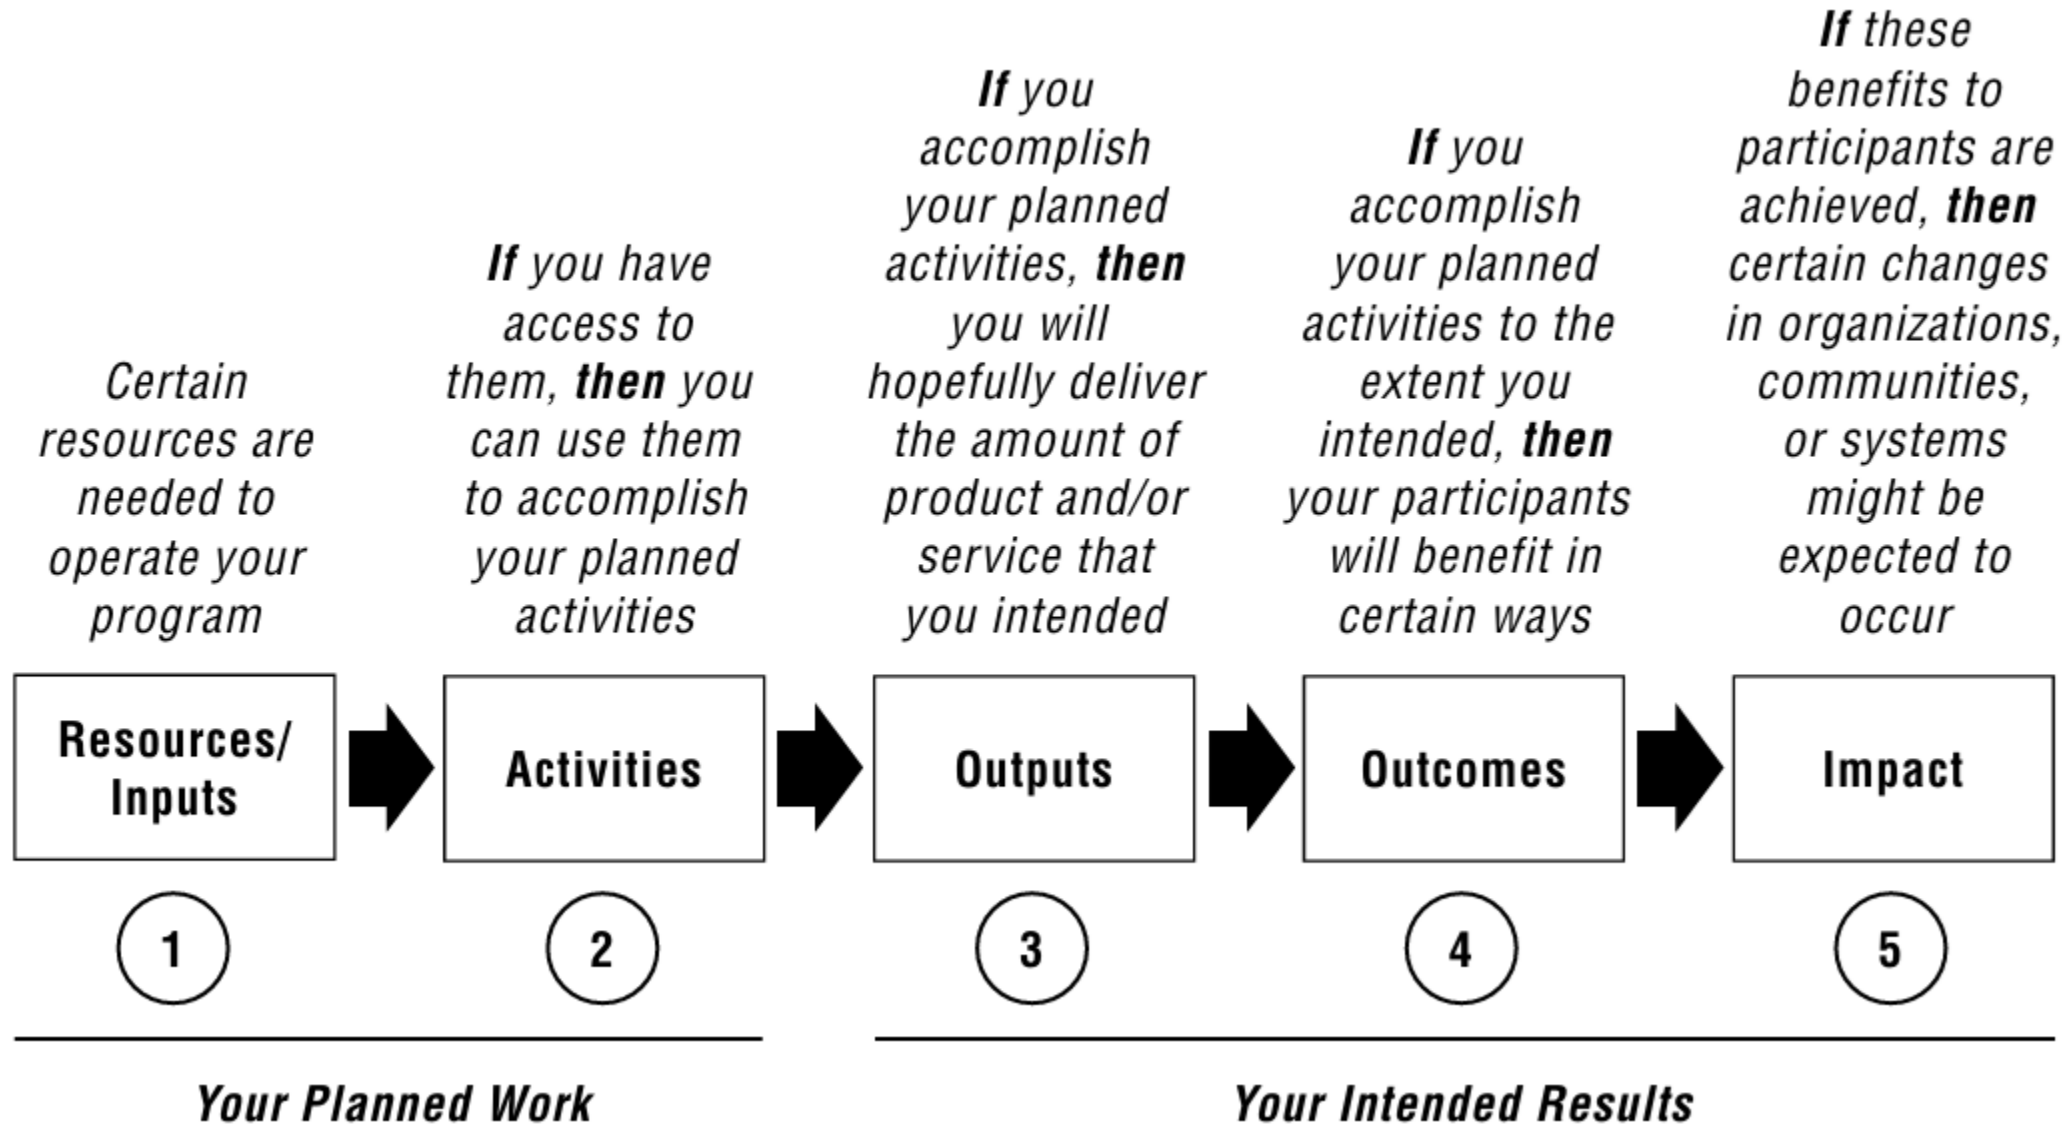 Certain
resources are
needed to
operate your
program
If you have
access to
them, then you
can use them
to accomplish
your planned
activities
If you
accomplish
your planned
activities, then
you will
hopefully deliver
the amount of
product and/or
service that
you intended
If you
accomplish
your planned
activities to the
extent you
intended, then
your participants
will benefit in
certain ways
If these
benefits to
participants are
achieved, then
certain changes
in organizations,
communities,
or systems
might be
expected to
occur
Resources/
Inputs
Activities
Outputs
Outcomes
Impact
1
2
3
4
5
Your Planned Work
Your Intended Results